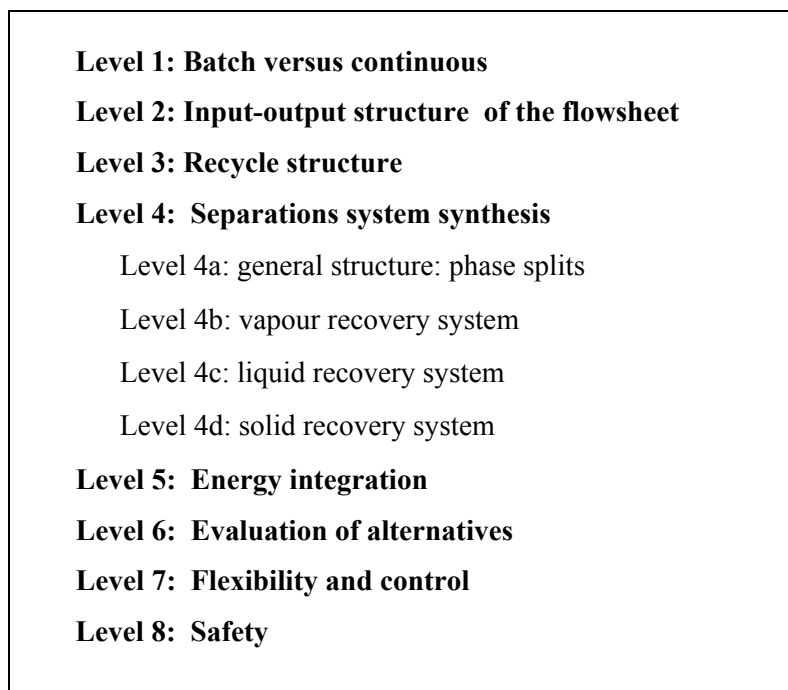 Level 1: Batch versus continuous
Level 2: Input-output structure of the flowsheet
Level 3: Recycle structure
Level 4: Separations system synthesis
Level 4a: general structure: phase splits
Level 4b: vapour recovery system
Level 4c: liquid recovery system
Level 4d: solid recovery system
Level 5: Energy integration
Level 6: Evaluation of alternatives
Level 7: Flexibility and control
Level 8: Safety